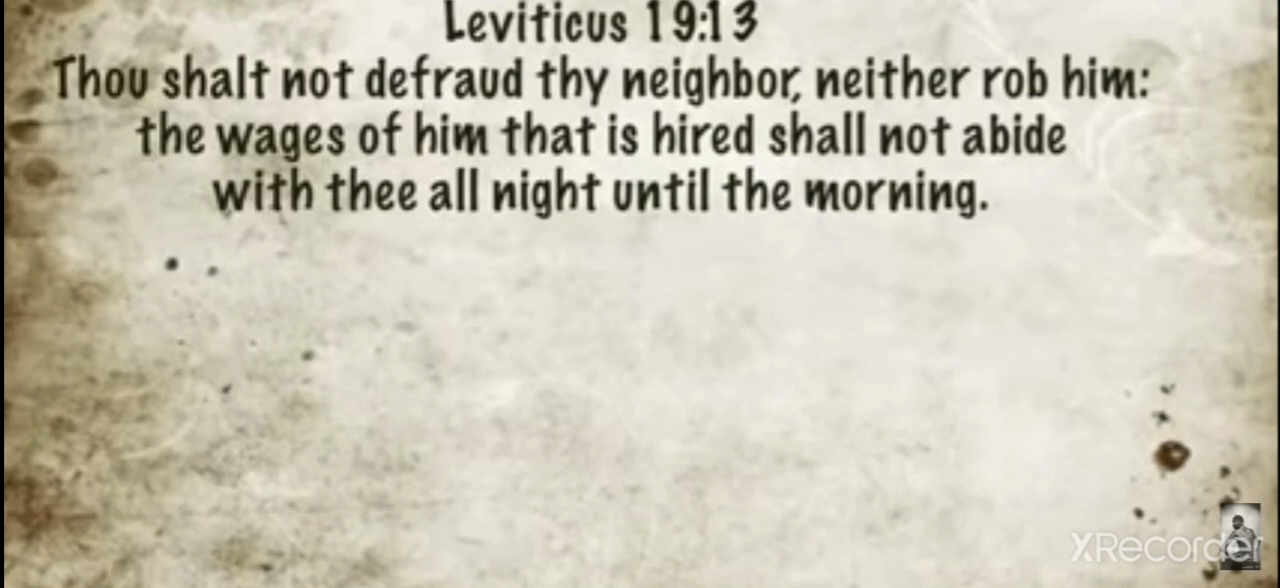 Leviticus 19:13
Thou shalt not defraud thy neighbor, neither rob him:
the wages of him that is hired shall not abide
with thee all night until the morning.
XRecorder